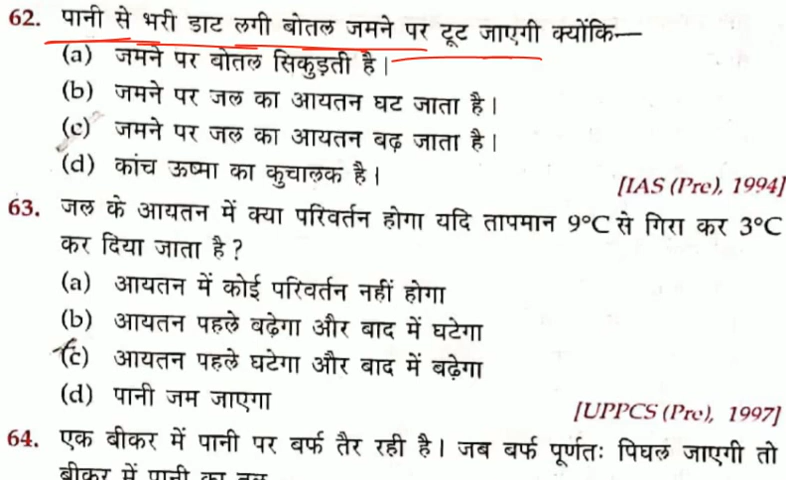 62. पानी से भरी डाट लगी बोतल जमने पर टूट जाएगी क्योंकि—
(a) जमने पर बोतल सिकुड़ती है।
(b) जमने पर जल का आयतन घट जाता है।
(c) जमने पर जल का आयतन बढ़ जाता है।
(d) कांच ऊष्मा का कुचालक है।
[IAS (Pre), 1994]
63. जल के आयतन में क्या परिवर्तन होगा यदि तापमान 9°C से गिरा कर 3°C
कर दिया जाता है?
(a) आयतन में कोई परिवर्तन नहीं होगा
(b) आयतन पहले बढ़ेगा और बाद में घटेगा
(c) आयतन पहले घटेगा और बाद में बढ़ेगा
(d) पानी जम जाएगा
[UPPCS (Pre), 1997]
64. एक बीकर में पानी पर बर्फ तैर रही है। जब बर्फ पूर्णतः पिघल जाएगी तो
बीकर में पानी का तल